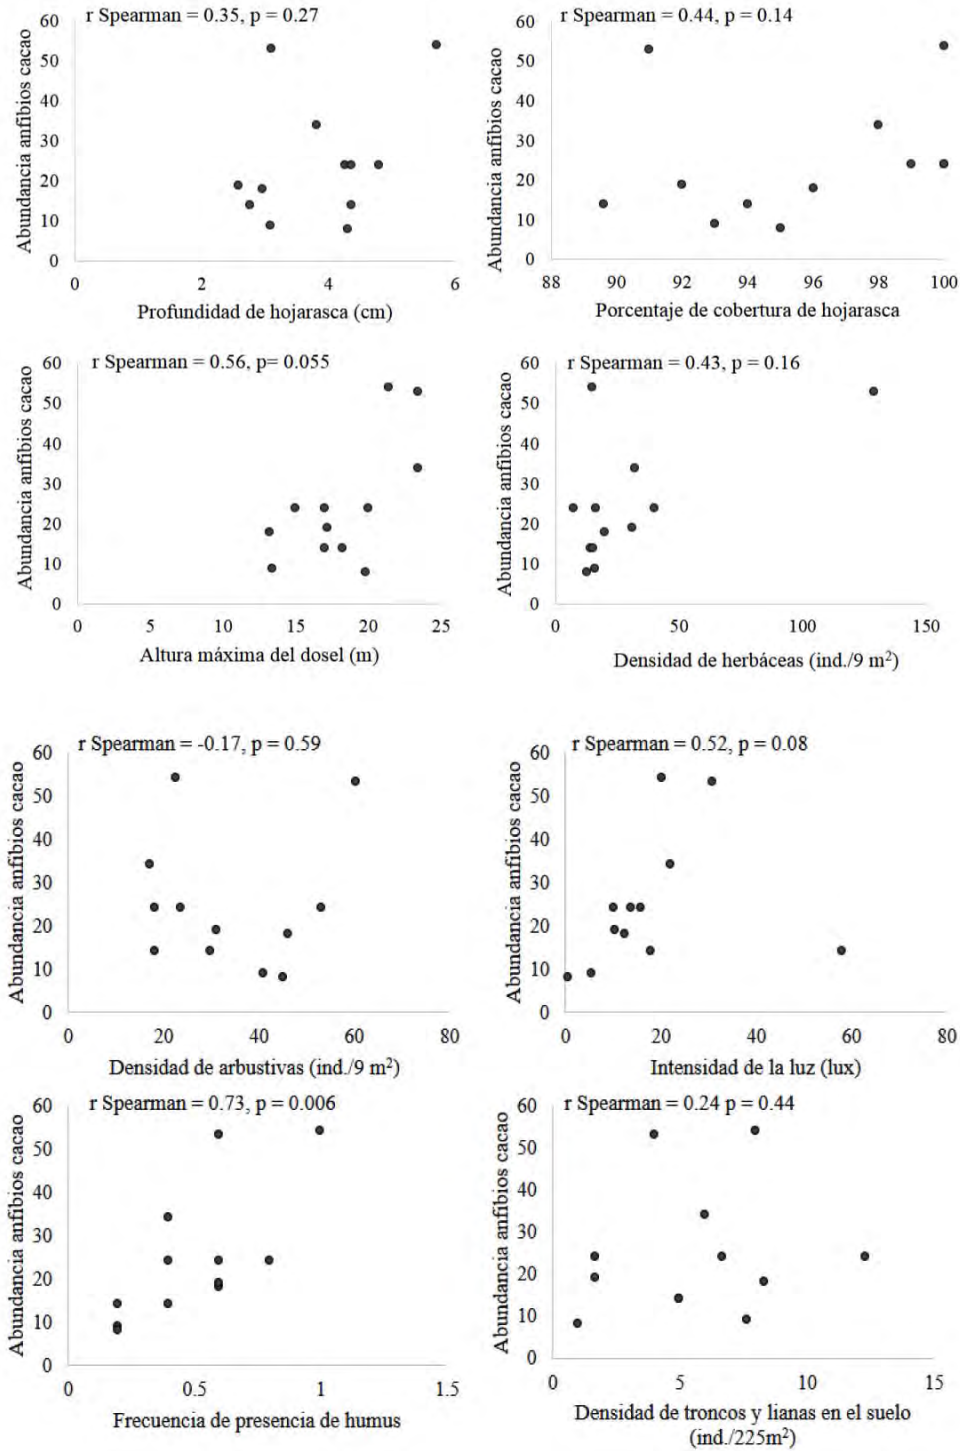 r Spearman = 0.35, p = 0.27
Abundancia anfibios cacao
60
50
40
30
20
10
0
0 2 4 6
Profundidad de hojarasca (cm)
r Spearman = 0.44, p = 0.14
Abundancia anfibios cacao
60
50
40
30
20
10
0
88 90 92 94 96 98 100
Porcentaje de cobertura de hojarasca
r Spearman = 0.56, p= 0.055
Abundancia anfibios cacao
60
50
40
30
20
10
0
0 5 10 15 20 25
Altura máxima del dosel (m)
r Spearman = 0.43, p = 0.16
Abundancia anfibios cacao
60
50
40
30
20
10
0
0 50 100 150
Densidad de herbáceas (ind./9 m²)
r Spearman = -0.17, p = 0.59
Abundancia anfibios cacao
60
50
40
30
20
10
0
0 20 40 60 80
Densidad de arbustivas (ind./9 m²)
r Spearman = 0.52, p = 0.08
Abundancia anfibios cacao
60
50
40
30
20
10
0
0 20 40 60 80
Intensidad de la luz (lux)
r Spearman = 0.73, p = 0.006
Abundancia anfibios cacao
60
50
40
30
20
10
0
0 0.5 1 1.5
Frecuencia de presencia de humus
r Spearman = 0.24 p = 0.44
Abundancia anfibios cacao
60
50
40
30
20
10
0
0 5 10 15
Densidad de troncos y lianas en el suelo
(ind./225m²)